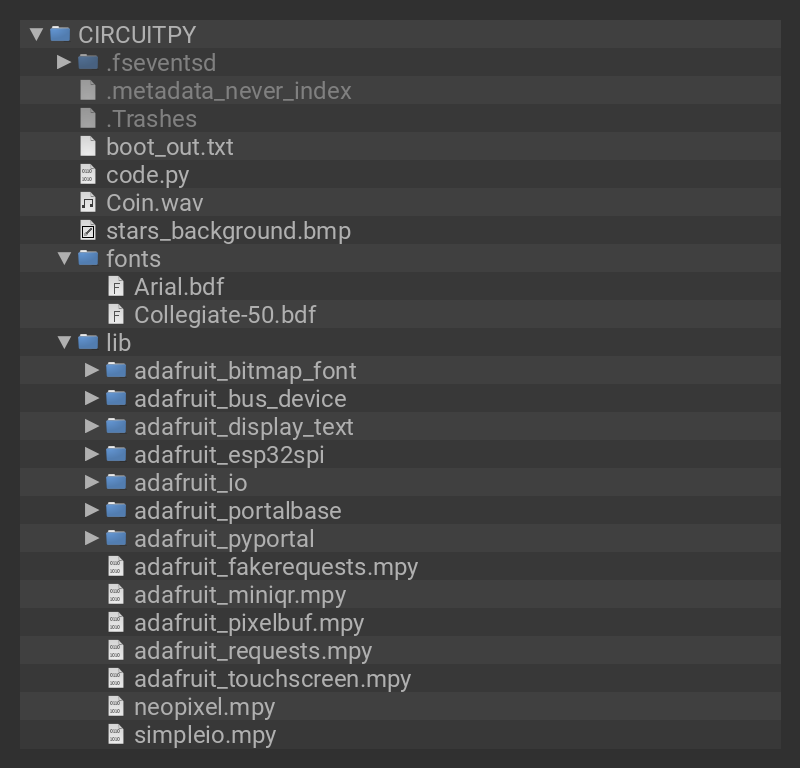 CIRCUITPY
.fseventsd
.metadata_never_index
.Trashes
boot_out.txt
code.py
Coin.wav
stars_background.bmp
fonts
Arial.bdf
Collegiate-50.bdf
lib
adafruit_bitmap_font
adafruit_bus_device
adafruit_display_text
adafruit_esp32spi
adafruit_io
adafruit_portalbase
adafruit_pyportal
adafruit_fakerequests.mpy
adafruit_miniqr.mpy
adafruit_pixelbuf.mpy
adafruit_requests.mpy
adafruit_touchscreen.mpy
neopixel.mpy
simpleio.mpy